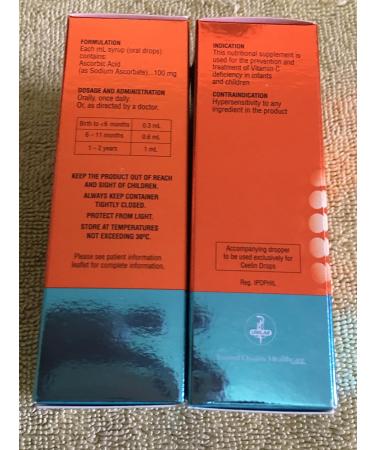 FORMULATION
Each mL syrup (oral drops)
contains:
Ascorbic Acid
(as Sodium Ascorbate)...100 mg
DOSAGE AND ADMINISTRATION
Orally, once daily.
Or, as directed by a doctor.
Birth to <6 months 0.3 mL
6 – 11 months 0.6 mL
1 – 2 years 1 mL
KEEP THE PRODUCT OUT OF REACH
AND SIGHT OF CHILDREN.
ALWAYS KEEP CONTAINER
TIGHTLY CLOSED.
PROTECT FROM LIGHT.
STORE AT TEMPERATURES
NOT EXCEEDING 30ºC.
Please see patient information
leaflet for complete information.
INDICATION
This nutritional supplement is
used for the prevention and
treatment of Vitamin C
deficiency in infants
and children
CONTRAINDICATION
Hypersensitivity to any
ingredient in the product
Accompanying dropper
to be used exclusively for
Ceelin Drops
Reg. IPOPHIL
UNILAB
Trusted Quality Healthcare